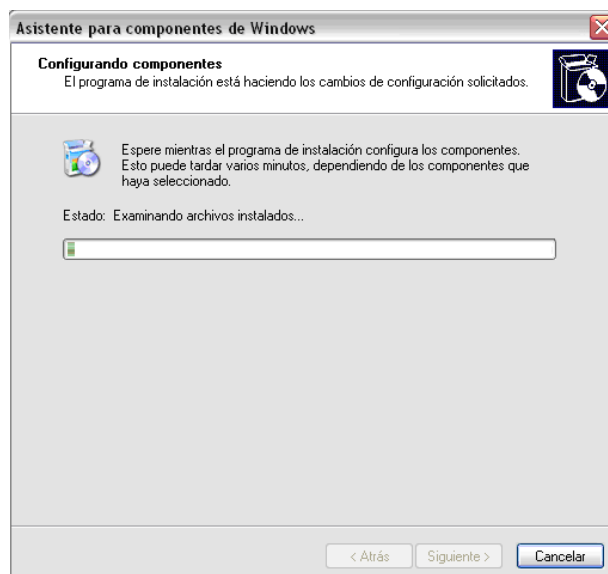 Asistente para componentes de Windows
Configurando componentes
El programa de instalación está haciendo los cambios de configuración solicitados.
Espere mientras el programa de instalación configura los componentes.
Esto puede tardar varios minutos, dependiendo de los componentes que
haya seleccionado.
Estado: Examinando archivos instalados...
< Atrás
Siguiente >
Cancelar